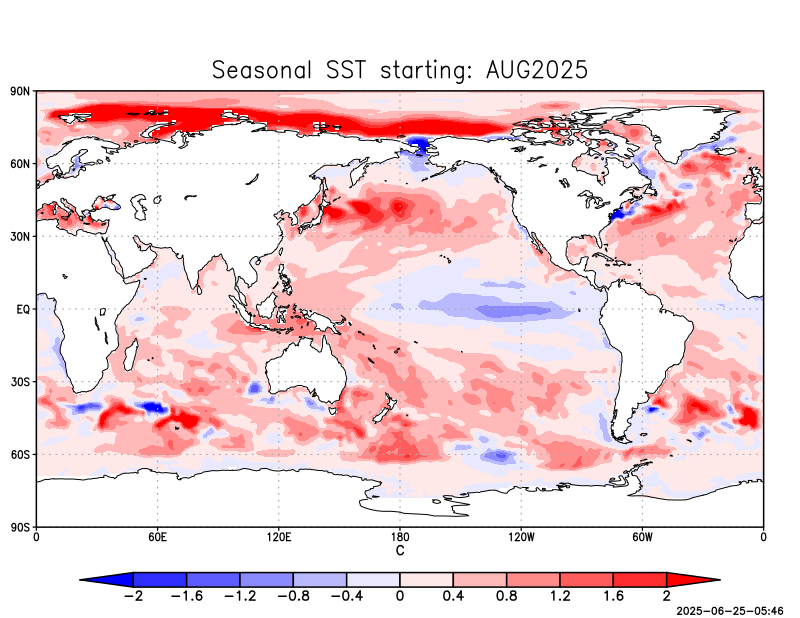 Seasonal SST starting: AUG2025
90N
60N
30N
EQ
30S
60S
90S
0 60E 120E 180 120W 60W 0
C
-2 -1.6 -1.2 -0.8 -0.4 0 0.4 0.8 1.2 1.6 2
2025-06-25-05:46